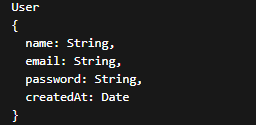 User
{
  name: String,
  email: String,
  password: String,
  createdAt: Date
}